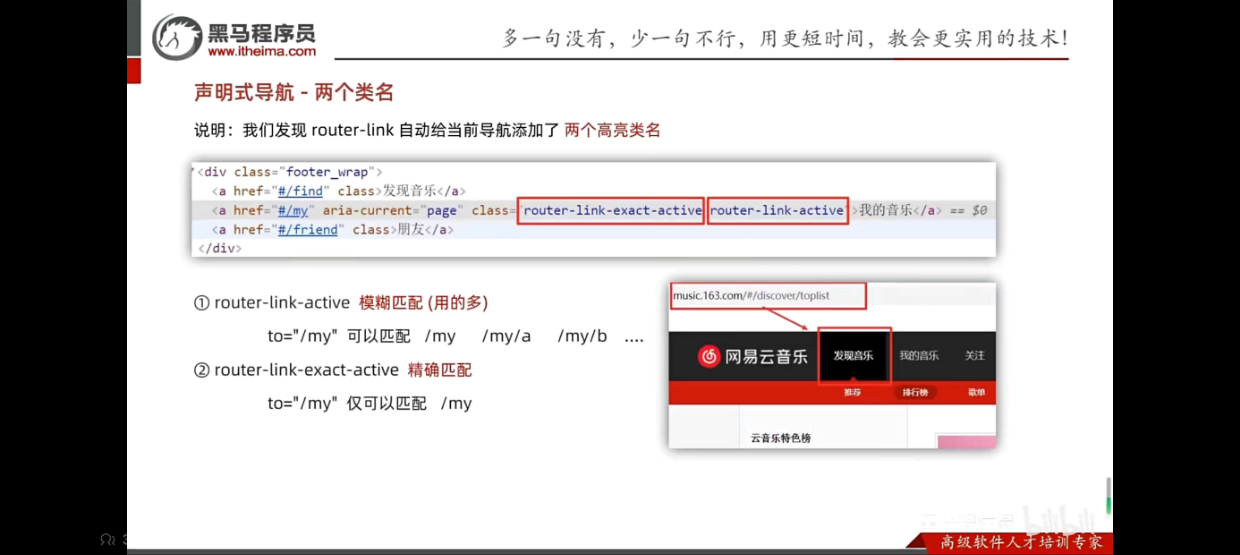 黑马程序员
www.itheima.com
多一句没有，少一句不行，用更短时间，教会更实用的技术!
声明式导航 - 两个类名
说明：我们发现 router-link 自动给当前导航添加了 两个高亮类名
<div class="footer_wrap">
<a href="#/find" class>发现音乐</a>
<a href="#/my" aria-current="page" class="router-link-exact-active router-link-active">我的音乐</a> == $0
<a href="#/friend" class>朋友</a>
</div>
① router-link-active 模糊匹配 (用的多)
to="/my" 可以匹配 /my /my/a /my/b ....
② router-link-exact-active 精确匹配
to="/my" 仅可以匹配 /my
music.163.com/#/discover/toplist
网易云音乐 发现音乐 我的音乐 关注
推荐 排行榜 歌单
云音乐特色榜
bilibili
高级软件人才培训专家